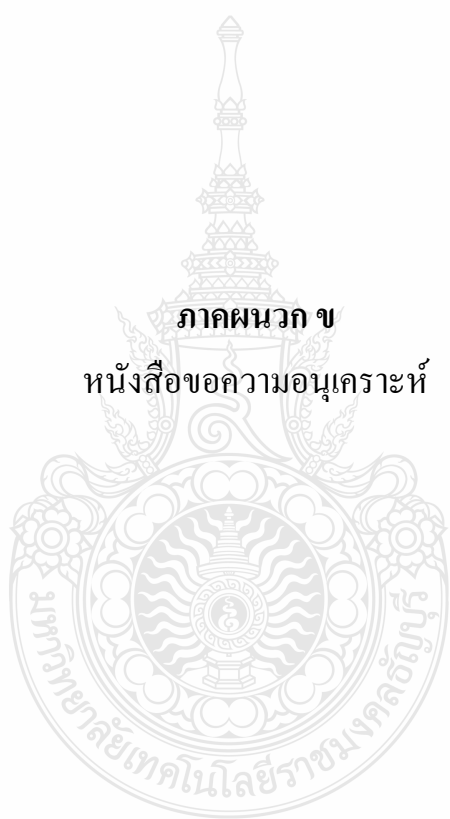 ภาคผนวก ข
หนังสือขอความอนุเคราะห์
มหาวิทยาลัยเทคโนโลยีราชมงคลธัญบุรี